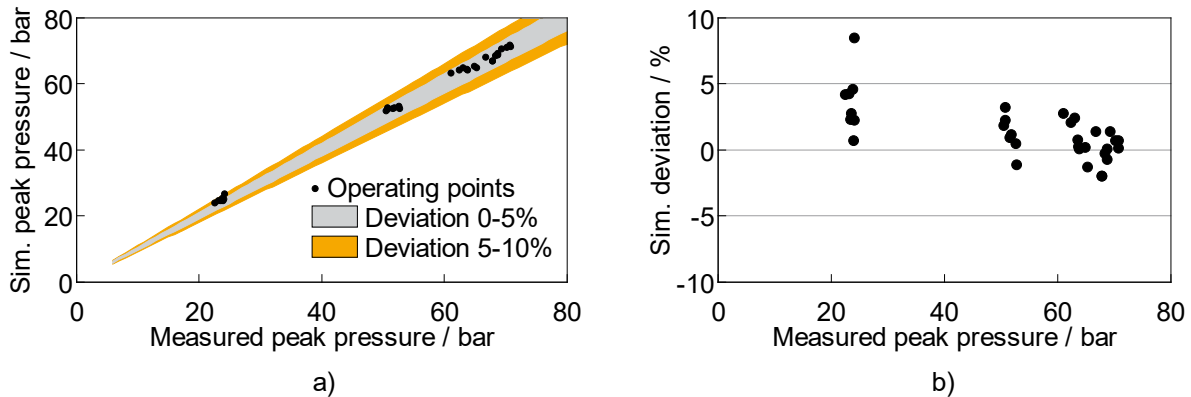 Sim. peak pressure / bar
80
60
40
20
0
Operating points
Deviation 0-5%
Deviation 5-10%
0 20 40 60 80
Measured peak pressure / bar
a)
Sim. deviation / %
10
5
0
-5
-10
0 20 40 60 80
Measured peak pressure / bar
b)